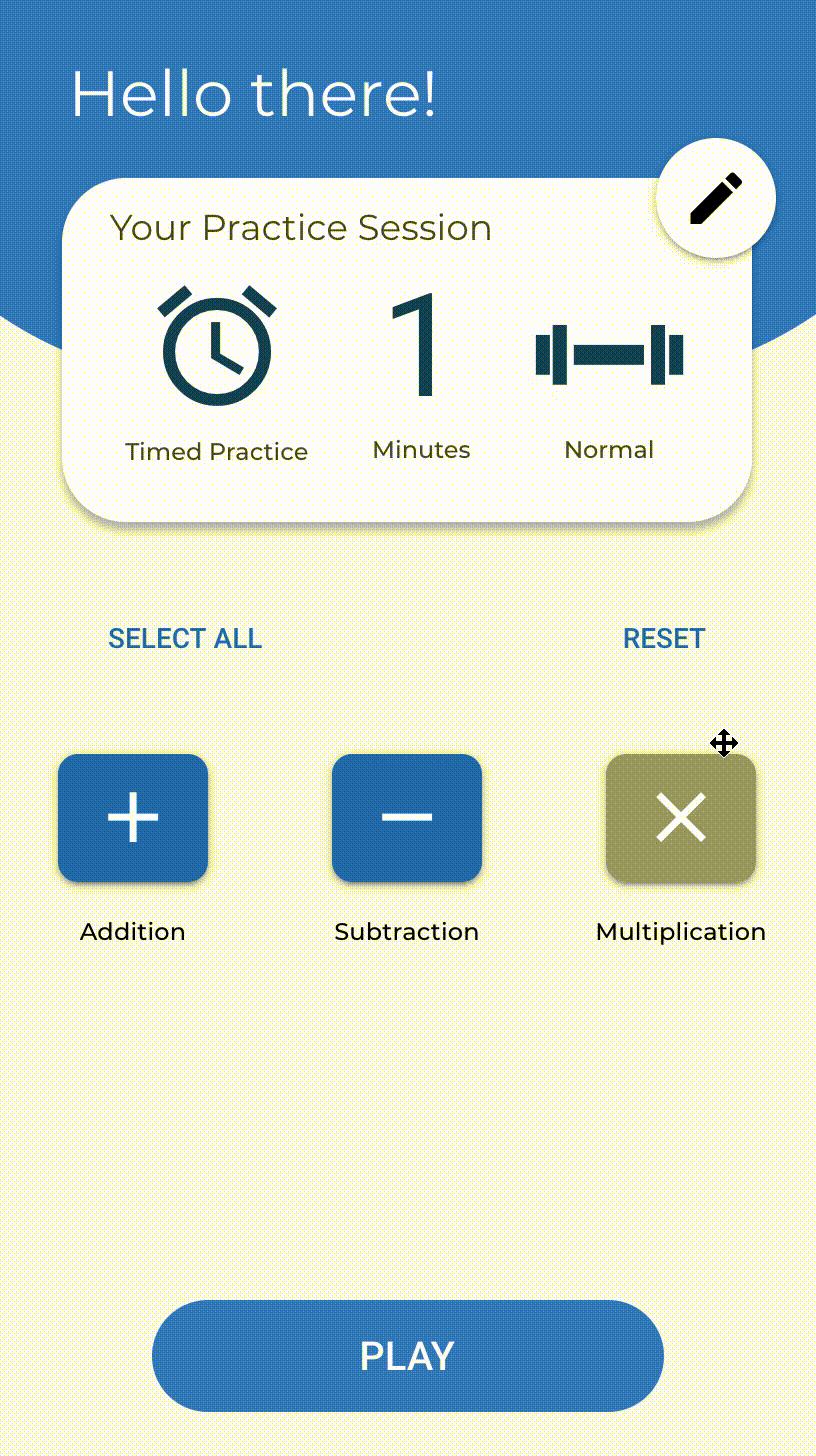 Hello there!
Your Practice Session
1
Timed Practice Minutes Normal
SELECT ALL RESET
Addition Subtraction Multiplication
PLAY